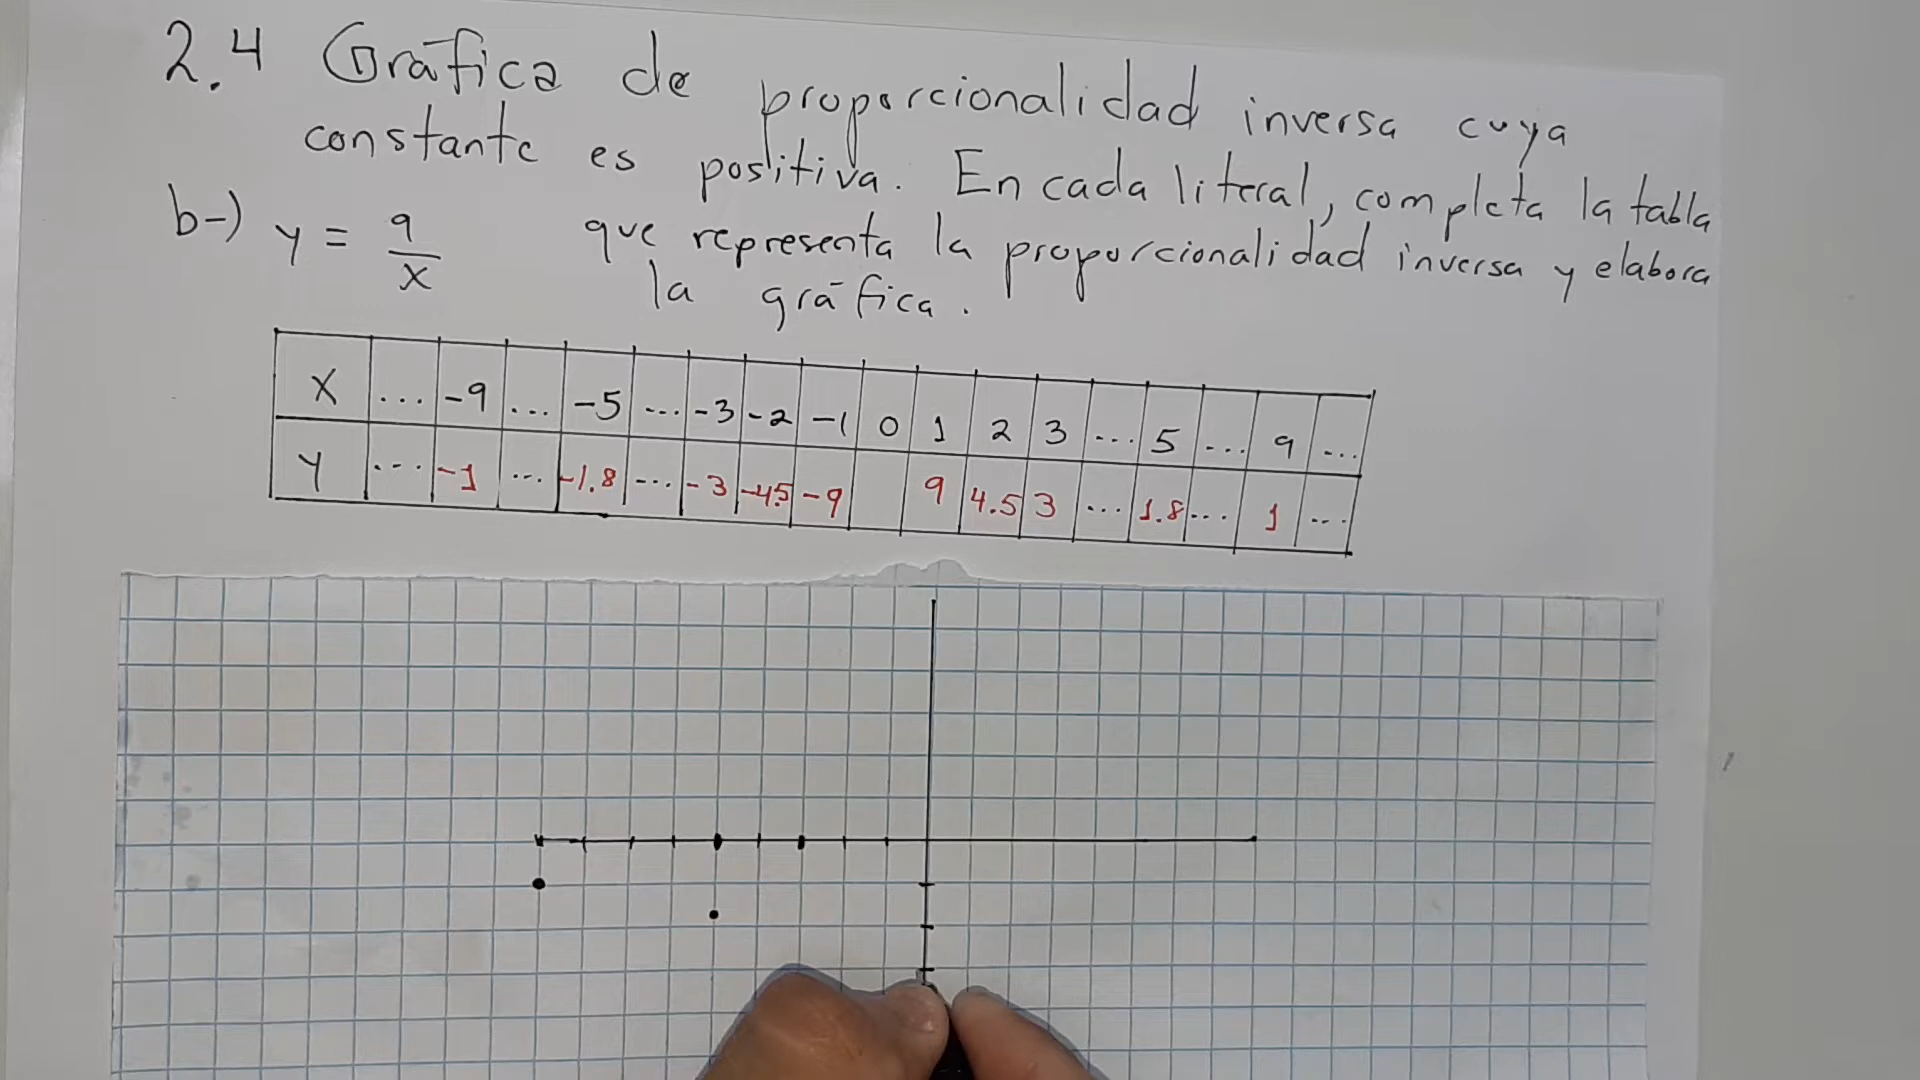 2.4 Gráfica de proporcionalidad inversa cuya
constante es positiva. En cada literal, completa la tabla
b-) y = 9/x que representa la proporcionalidad inversa y elabora
la gráfica.
X ... -9 ... -5 ... -3 -2 -1 0 1 2 3 ... 5 ... 9 ...
Y ... -1 ... -1.8 ... -3 -4.5 -9 9 4.5 3 ... 1.8 ... 1 ...